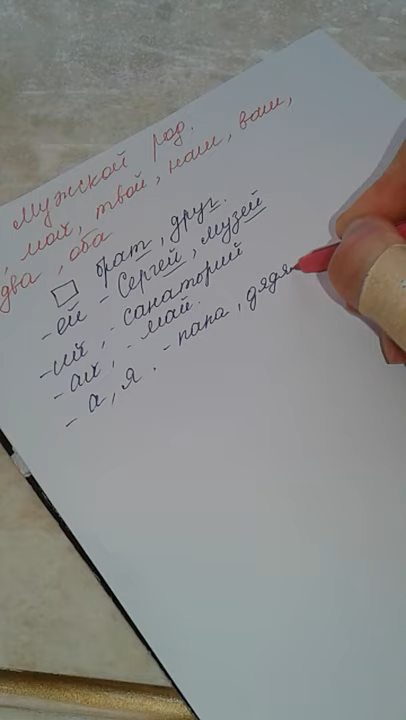 Мужской род.
, мой, твой, наш, ваш,
два, оба
брат, друг.
-ей - Сергей, музей
-ий, - санаторий
-ай, - май.
- а, я. - папа, дядя